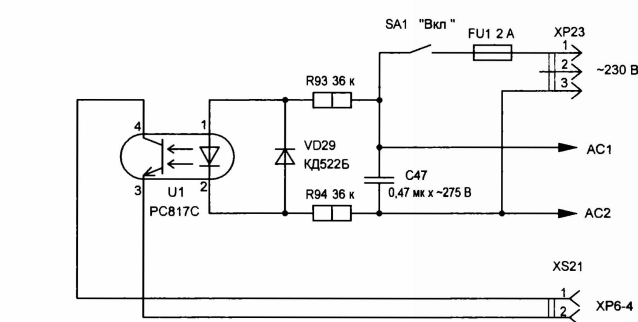 SA1 "Вкл "
FU1 2 A
XP23
1
2
3
~230 В
R93 36 к
4
1
VD29
КД522Б
AC1
3
2
U1
PC817C
C47
0,47 мк х ~275 В
R94 36 к
AC2
XS21
1
2
XP6-4